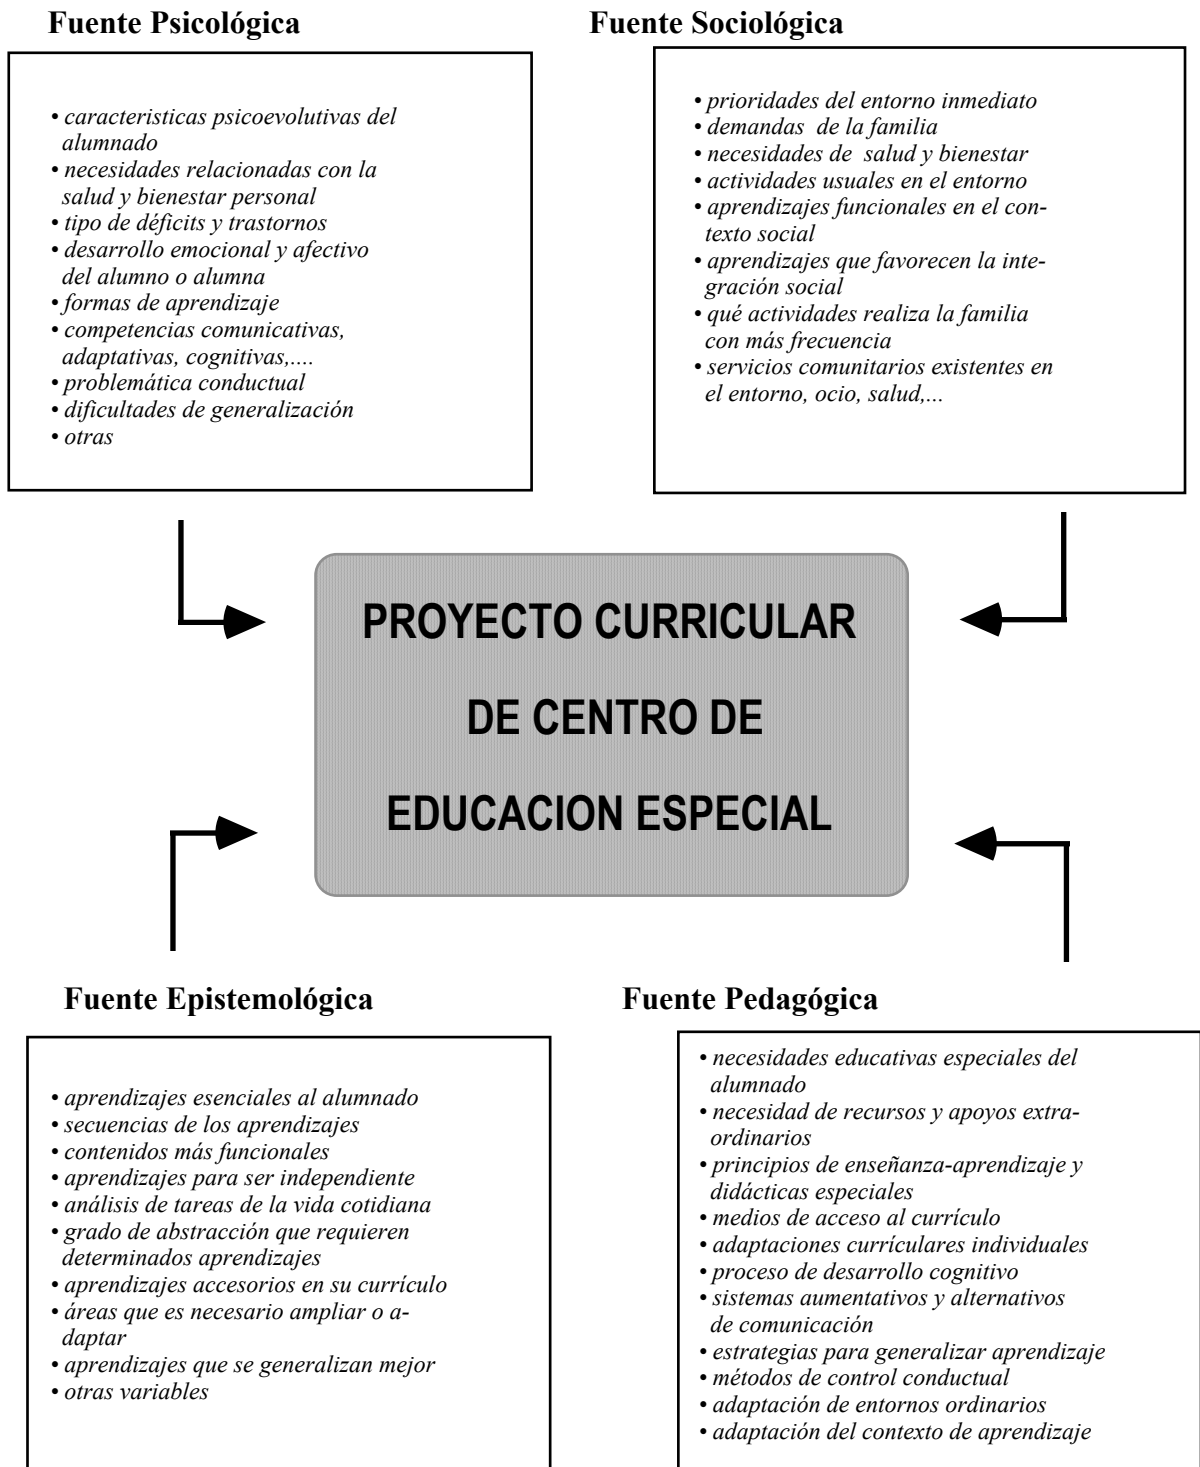 Fuente Psicológica
• caracteristicas psicoevolutivas del
alumnado
• necesidades relacionadas con la
salud y bienestar personal
• tipo de déficits y trastornos
• desarrollo emocional y afectivo
del alumno o alumna
• formas de aprendizaje
• competencias comunicativas,
adaptativas, cognitivas,....
• problemática conductual
• dificultades de generalización
• otras
Fuente Sociológica
• prioridades del entorno inmediato
• demandas de la familia
• necesidades de salud y bienestar
• actividades usuales en el entorno
• aprendizajes funcionales en el con-
texto social
• aprendizajes que favorecen la inte-
gración social
• qué actividades realiza la familia
con más frecuencia
• servicios comunitarios existentes en
el entorno, ocio, salud,...
PROYECTO CURRICULAR
DE CENTRO DE
EDUCACION ESPECIAL
Fuente Epistemológica
• aprendizajes esenciales al alumnado
• secuencias de los aprendizajes
• contenidos más funcionales
• aprendizajes para ser independiente
• análisis de tareas de la vida cotidiana
• grado de abstracción que requieren
determinados aprendizajes
• aprendizajes accesorios en su currículo
• áreas que es necesario ampliar o a-
daptar
• aprendizajes que se generalizan mejor
• otras variables
Fuente Pedagógica
• necesidades educativas especiales del
alumnado
• necesidad de recursos y apoyos extra-
ordinarios
• principios de enseñanza-aprendizaje y
didácticas especiales
• medios de acceso al currículo
• adaptaciones currículares individuales
• proceso de desarrollo cognitivo
• sistemas aumentativos y alternativos
de comunicación
• estrategias para generalizar aprendizaje
• métodos de control conductual
• adaptación de entornos ordinarios
• adaptación del contexto de aprendizaje